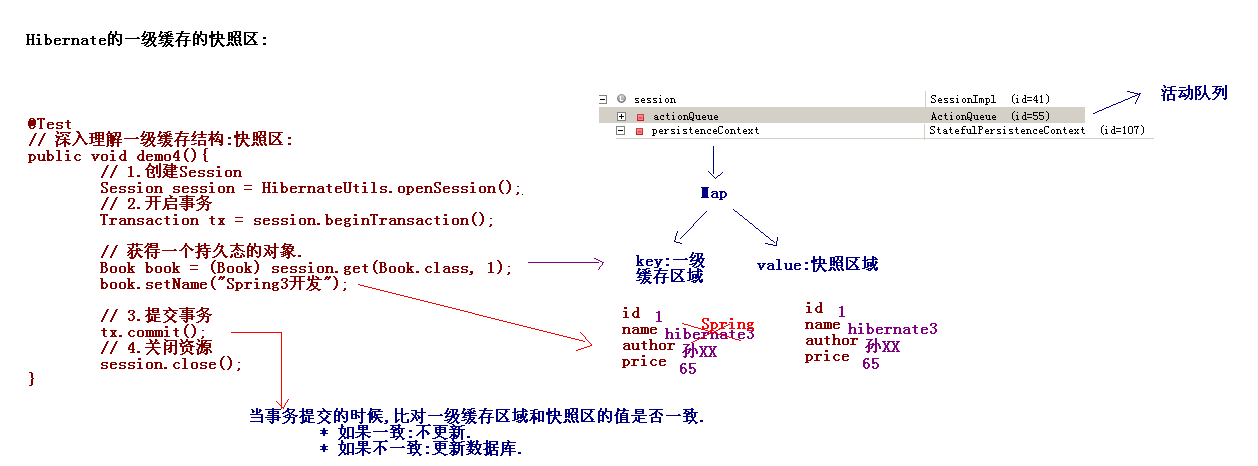 Hibernate的一级缓存的快照区:
@Test
// 深入理解一级缓存结构:快照区:
public void demo4(){
// 1.创建Session
Session session = HibernateUtils.openSession();
// 2.开启事务
Transaction tx = session.beginTransaction();
// 获得一个持久态的对象.
Book book = (Book) session.get(Book.class, 1);
book.setName("Spring3开发");
// 3.提交事务
tx.commit();
// 4.关闭资源
session.close();
}
session SessionImpl (id=41)
actionQueue ActionQueue (id=55)
persistenceContext StatefulPersistenceContext (id=107)
活动队列
Map
key:一级
缓存区域
value:快照区域
id 1
name hibernate3 Spring
author 孙XX
price 65
id 1
name hibernate3
author 孙XX
price 65
当事务提交的时候,比对一级缓存区域和快照区的值是否一致.
* 如果一致:不更新.
* 如果不一致:更新数据库.